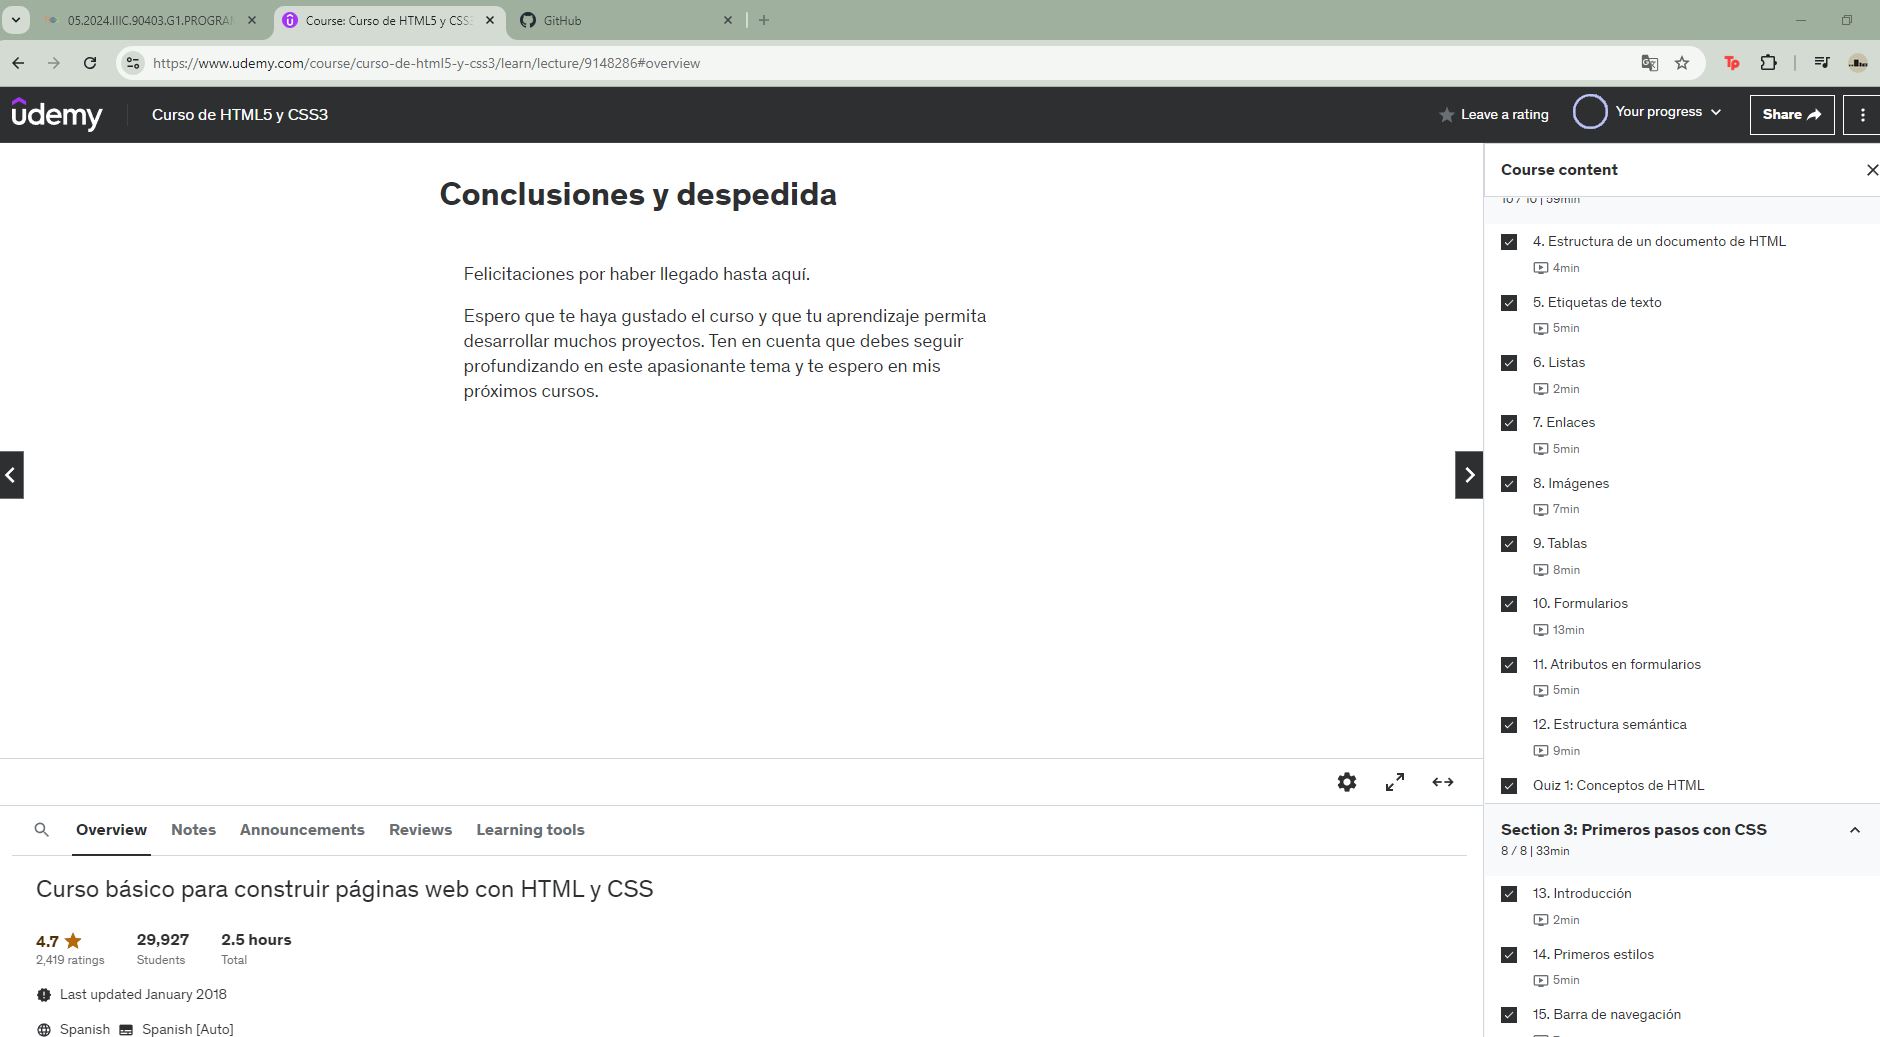 05.2024.IIIC.90403.G1.PROGRA
Course: Curso de HTML5 y CSS
GitHub
https://www.udemy.com/course/curso-de-html5-y-css3/learn/lecture/9148286#overview
Tp
udemy
Curso de HTML5 y CSS3
Leave a rating
Your progress
Share
Conclusiones y despedida
Felicitaciones por haber llegado hasta aquí.
Espero que te haya gustado el curso y que tu aprendizaje permita
desarrollar muchos proyectos. Ten en cuenta que debes seguir
profundizando en este apasionante tema y te espero en mis
próximos cursos.
Course content
10 / 10 | 59min
4. Estructura de un documento de HTML
4min
5. Etiquetas de texto
5min
6. Listas
2min
7. Enlaces
5min
8. Imágenes
7min
9. Tablas
8min
10. Formularios
13min
11. Atributos en formularios
5min
12. Estructura semántica
9min
Quiz 1: Conceptos de HTML
Section 3: Primeros pasos con CSS
8 / 8 | 33min
13. Introducción
2min
14. Primeros estilos
5min
15. Barra de navegación
Overview
Notes
Announcements
Reviews
Learning tools
Curso básico para construir páginas web con HTML y CSS
4.7
2,419 ratings
29,927
Students
2.5 hours
Total
Last updated January 2018
Spanish
Spanish [Auto]